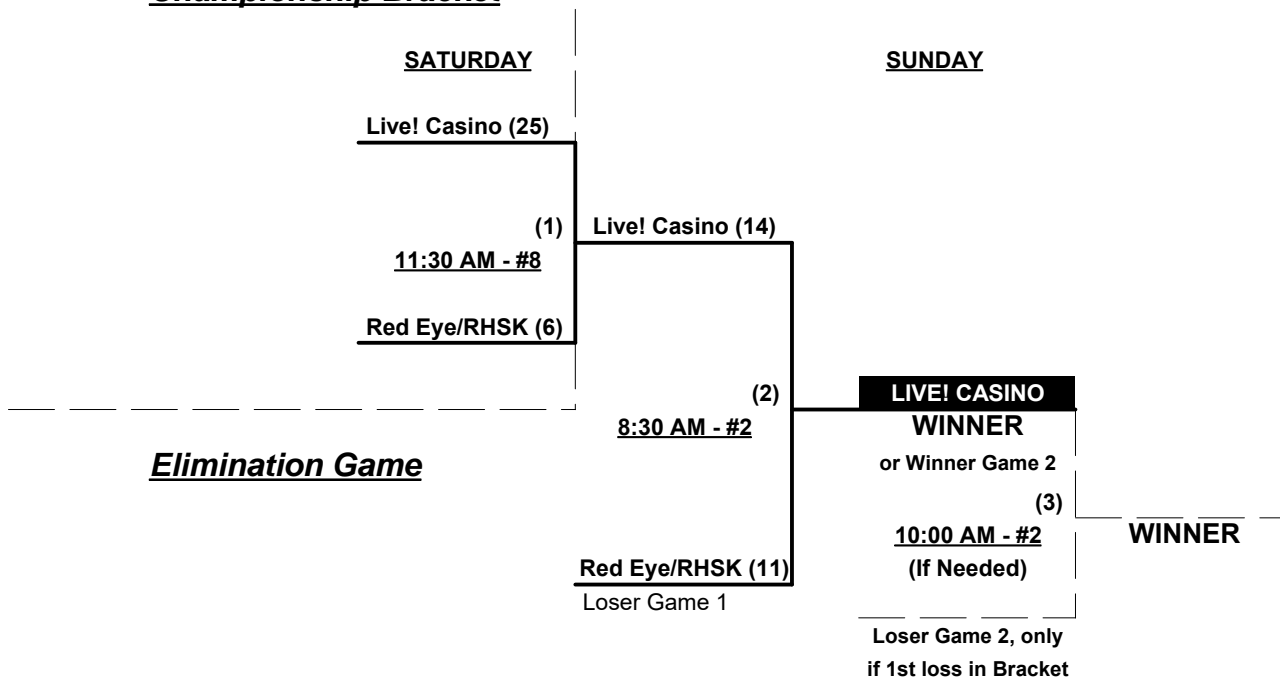 Championship Bracket
SATURDAY
SUNDAY
Live! Casino (25)
(1)
Live! Casino (14)
11:30 AM - #8
Red Eye/RHSK (6)
(2)
LIVE! CASINO
8:30 AM - #2
WINNER
Elimination Game
or Winner Game 2
(3)
10:00 AM - #2
WINNER
Red Eye/RHSK (11)
(If Needed)
Loser Game 1
Loser Game 2, only
if 1st loss in Bracket